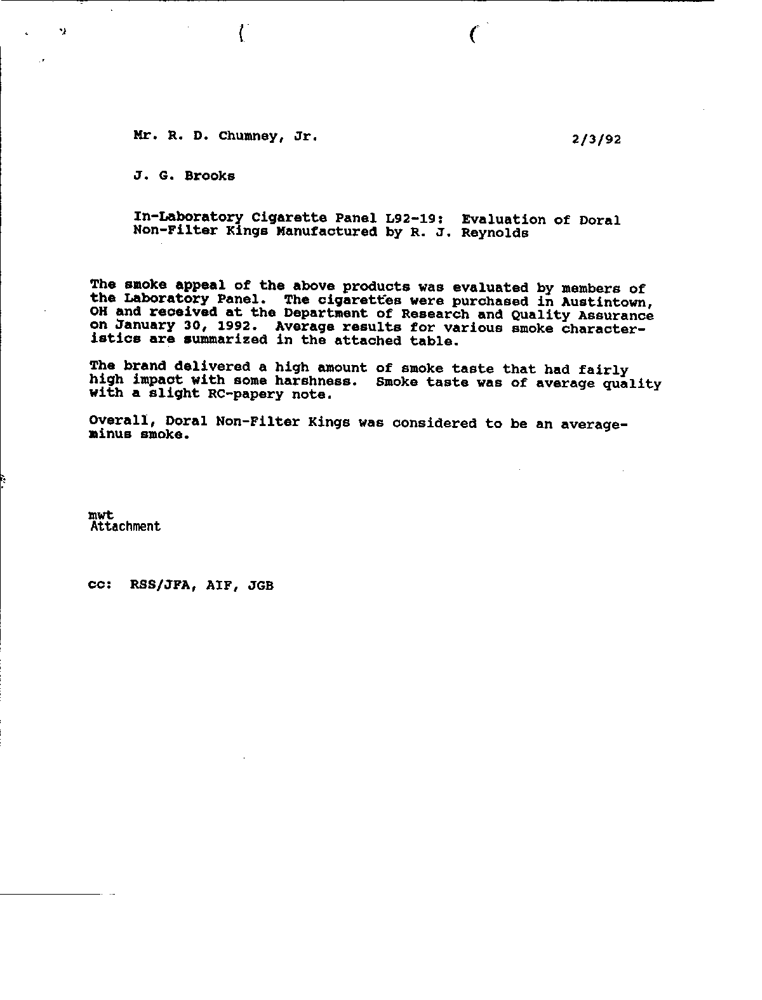 Mr. R. D. Chumney, Jr. 2/3/92
J. G. Brooks
In-Laboratory Cigarette Panel L92-19: Evaluation of Doral
Non-Filter Kings Manufactured by R. J. Reynolds
The smoke appeal of the above products was evaluated by members of
the Laboratory Panel. The cigarettes were purchased in Austintown,
OH and received at the Department of Research and Quality Assurance
on January 30, 1992. Average results for various smoke character-
istics are summarized in the attached table.
The brand delivered a high amount of smoke taste that had fairly
high impact with some harshness. Smoke taste was of average quality
with a slight RC-papery note.
Overall, Doral Non-Filter Kings was considered to be an average-
minus smoke.
mwt
Attachment
cc: RSS/JFA, AIF, JGB